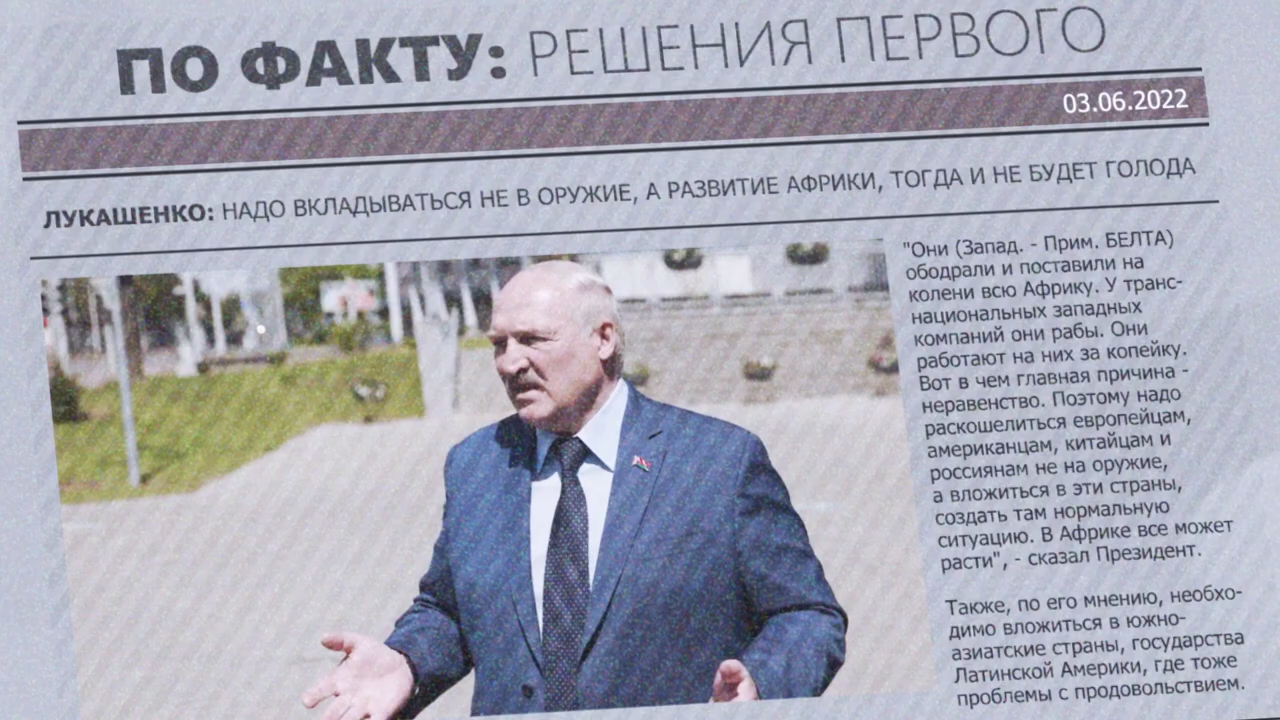 ПО ФАКТУ: РЕШЕНИЯ ПЕРВОГО
03.06.2022
ЛУКАШЕНКО: НАДО ВКЛАДЫВАТЬСЯ НЕ В ОРУЖИЕ, А РАЗВИТИЕ АФРИКИ, ТОГДА И НЕ БУДЕТ ГОЛОДА
"Они (Запад. - Прим. БЕЛТА)
ободрали и поставили на
колени всю Африку. У транс-
национальных западных
компаний они рабы. Они
работают на них за копейку.
Вот в чем главная причина -
неравенство. Поэтому надо
раскошелиться европейцам,
американцам, китайцам и
россиянам не на оружие,
а вложиться в эти страны,
создать там нормальную
ситуацию. В Африке все может
расти", - сказал Президент.
Также, по его мнению, необхо-
димо вложиться в южно-
азиатские страны, государства
Латинской Америки, где тоже
проблемы с продовольствием.